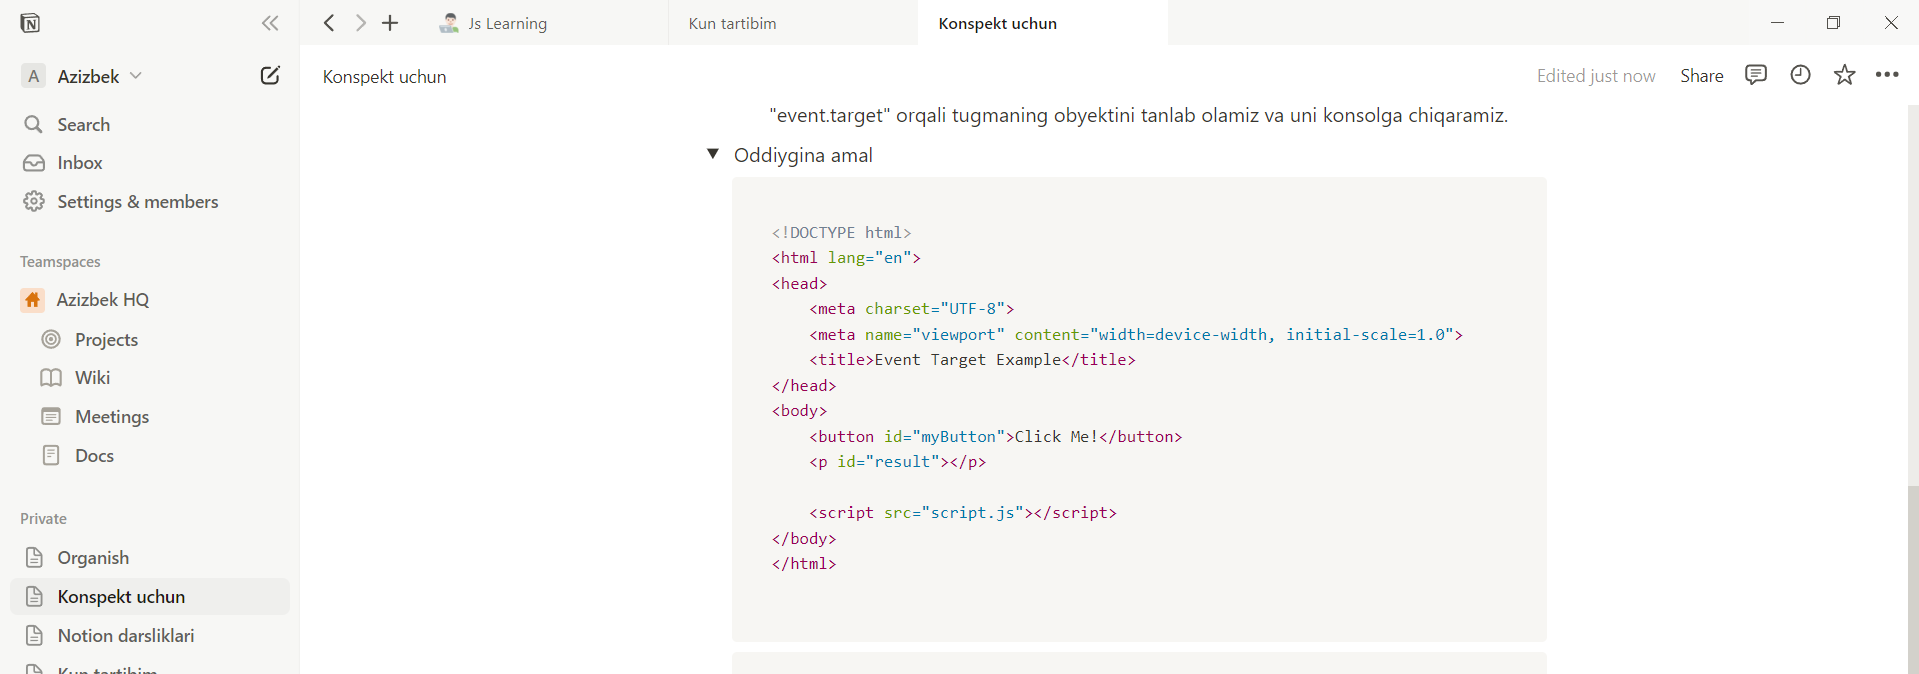 Js Learning
Kun tartibim
Konspekt uchun
A Azizbek
Konspekt uchun
Edited just now
Share
Search
Inbox
Settings & members
Teamspaces
Azizbek HQ
Projects
Wiki
Meetings
Docs
Private
Organish
Konspekt uchun
Notion darsliklari
Kun tartibim
"event.target" orqali tugmaning obyektini tanlab olamiz va uni konsolga chiqaramiz.
Oddiygina amal
<!DOCTYPE html>
<html lang="en">
<head>
    <meta charset="UTF-8">
    <meta name="viewport" content="width=device-width, initial-scale=1.0">
    <title>Event Target Example</title>
</head>
<body>
    <button id="myButton">Click Me!</button>
    <p id="result"></p>
    <script src="script.js"></script>
</body>
</html>